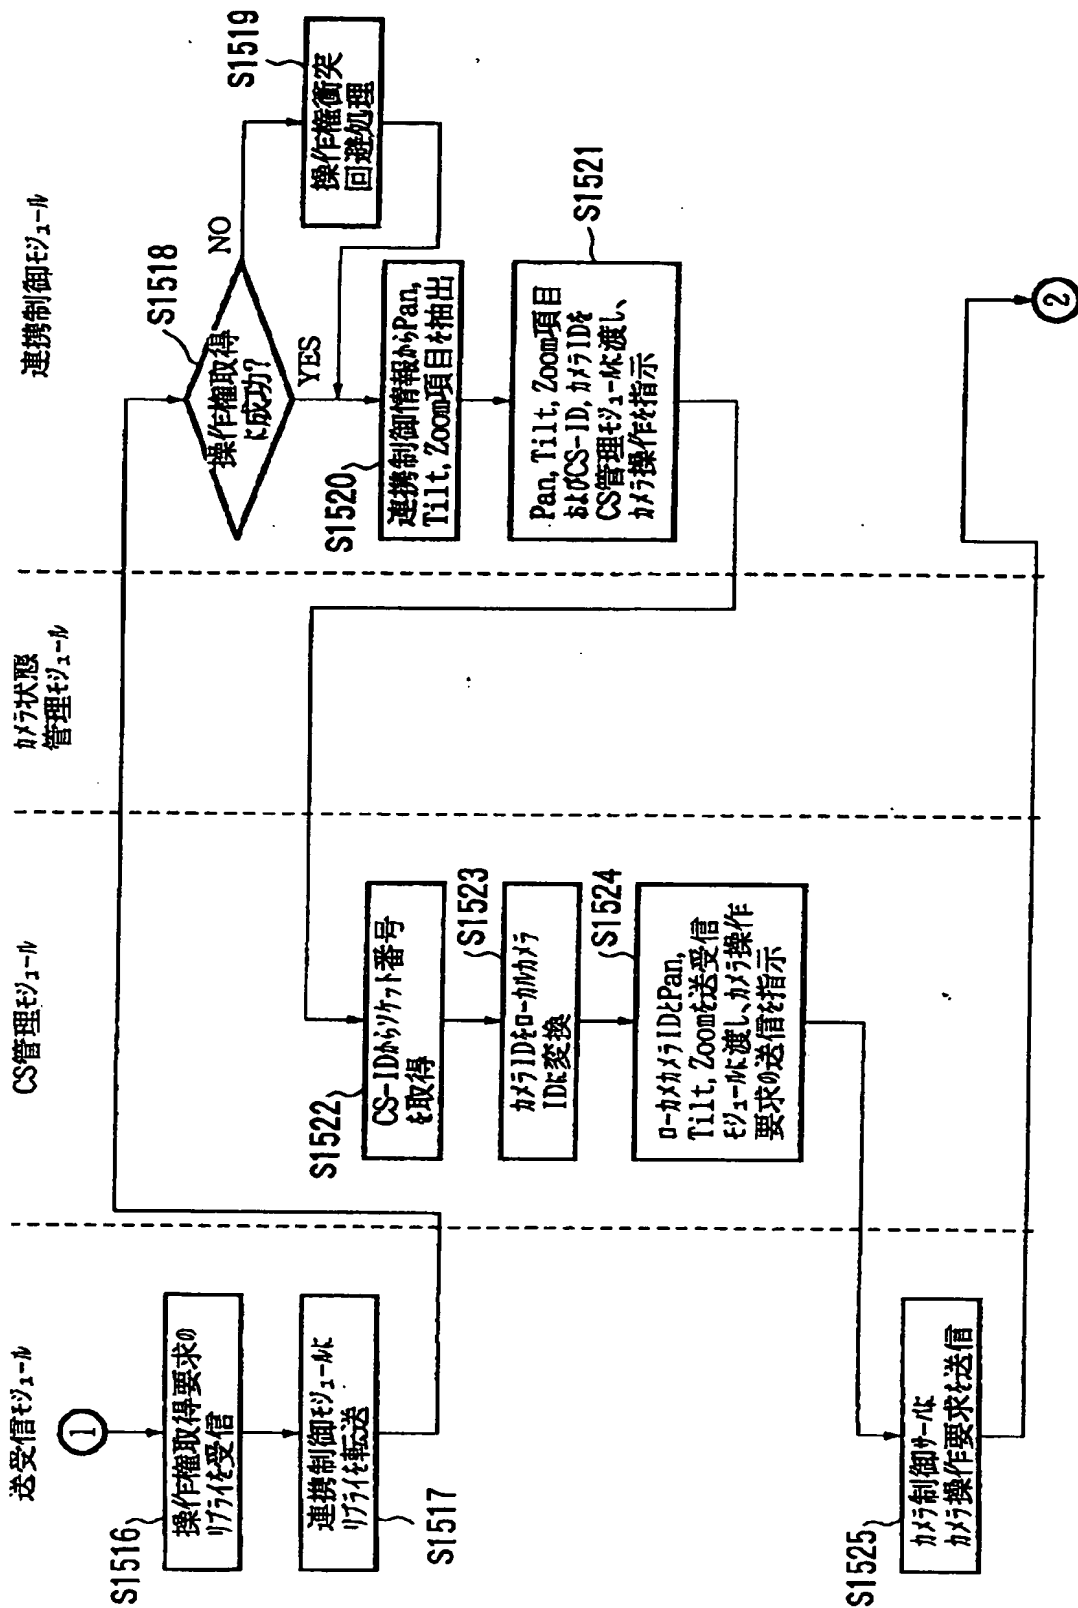 送受信モジュール
CS管理モジュール
カメラ状態
管理モジュール
連携制御モジュール
1
S1516
操作権取得要求の
リプライを受信
連携制御モジュールに
リプライを転送
S1517
S1518
操作権取得
に成功?
NO
YES
S1519
操作権衝突
回避処理
S1520
連携制御情報からPan,
Tilt,Zoom項目を抽出
S1521
Pan,Tilt,Zoom項目
およびCS-ID,カメラIDを
CS管理モジュールに渡し、
カメラ操作を指示
S1522
CS-IDからソケット番号
を取得
S1523
カメラIDをローカルカメラ
IDに変換
S1524
ローカメカメラIDとPan,
Tilt,Zoomを送受信
モジュールに渡し、カメラ操作
要求の送信を指示
S1525
カメラ制御サーバに
カメラ操作要求を送信
2